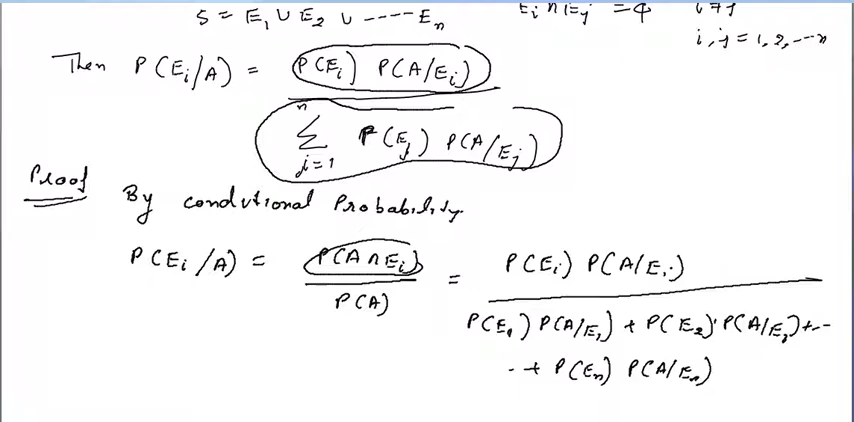 S = E₁ ∪ E₂ ∪ ---- Eₙ    Eᵢ ∩ Eⱼ = ϕ    i ≠ j
i, j = 1, 2, --- n
Then P(Eᵢ/A) = P(Eᵢ) P(A/Eᵢ)
n
∑ P(Eⱼ) P(A/Eⱼ)
j=1
Proof
By condutional Probability
P(Eᵢ/A) = P(A ∩ Eᵢ) = P(Eᵢ) P(A/Eᵢ)
P(A)    P(E₁) P(A/E₁) + P(E₂) P(A/E₂) + --
-- + P(Eₙ) P(A/Eₙ)